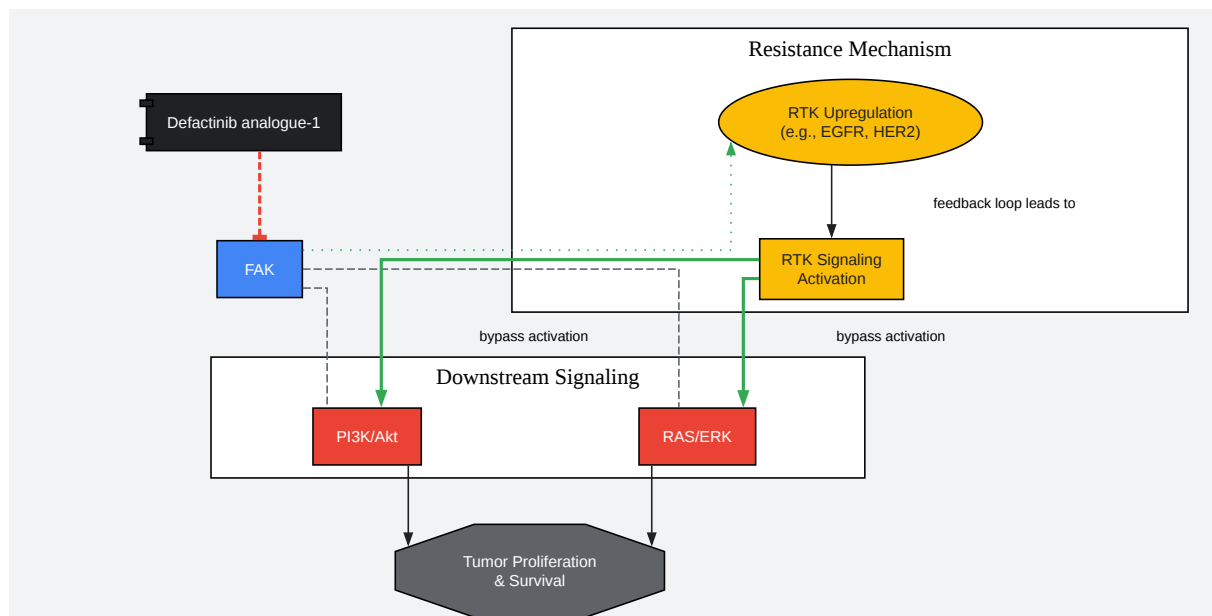 Resistance Mechanism
RTK Upregulation
(e.g., EGFR, HER2)
Defactinib analogue-1
feedback loop leads to
FAK
RTK Signaling
Activation
bypass activation
bypass activation
Downstream Signaling
PI3K/Akt
RAS/ERK
Tumor Proliferation
& Survival